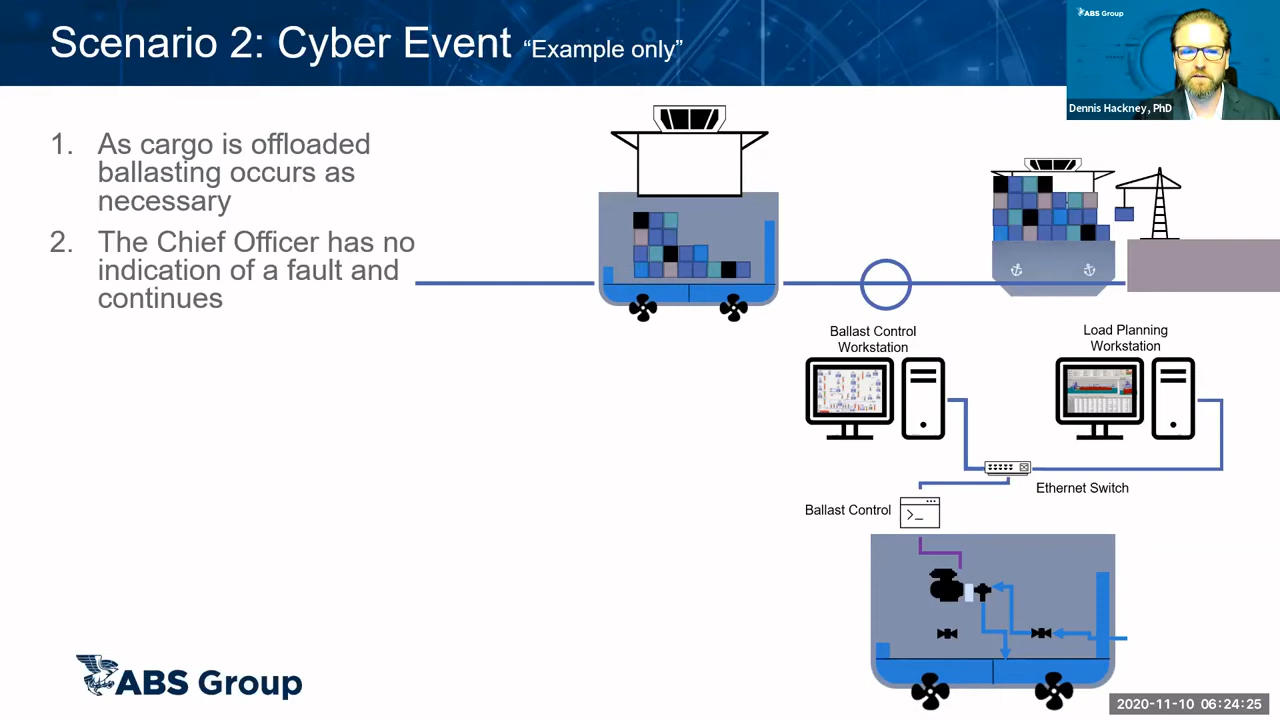 Scenario 2: Cyber Event “Example only”
ABS Group
Dennis Hackney, PhD
1. As cargo is offloaded
ballasting occurs as
necessary
2. The Chief Officer has no
indication of a fault and
continues
Ballast Control
Workstation
Load Planning
Workstation
Ethernet Switch
Ballast Control
>_
ABS Group
2020-11-10 06:24:25